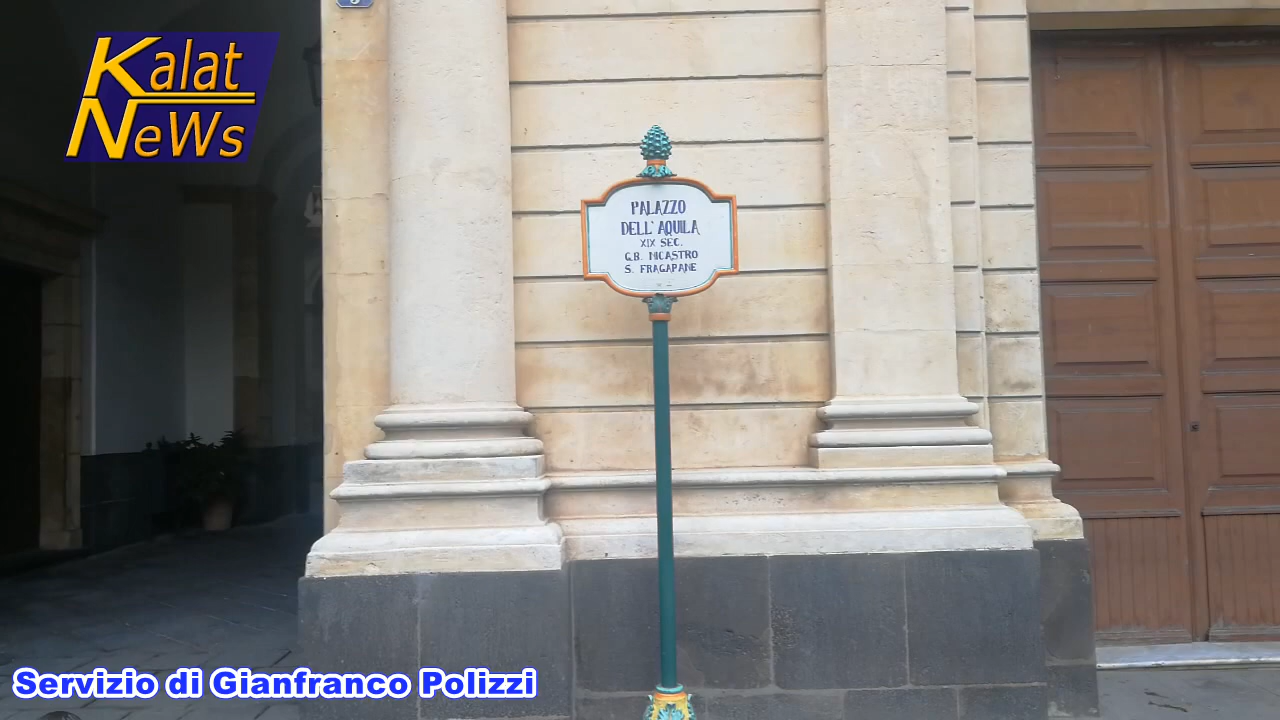 Kalat
NeWs
PALAZZO
DELL'AQUILA
XIX SEC.
G.B. NICASTRO
S. FRAGAPANE
Servizio di Gianfranco Polizzi